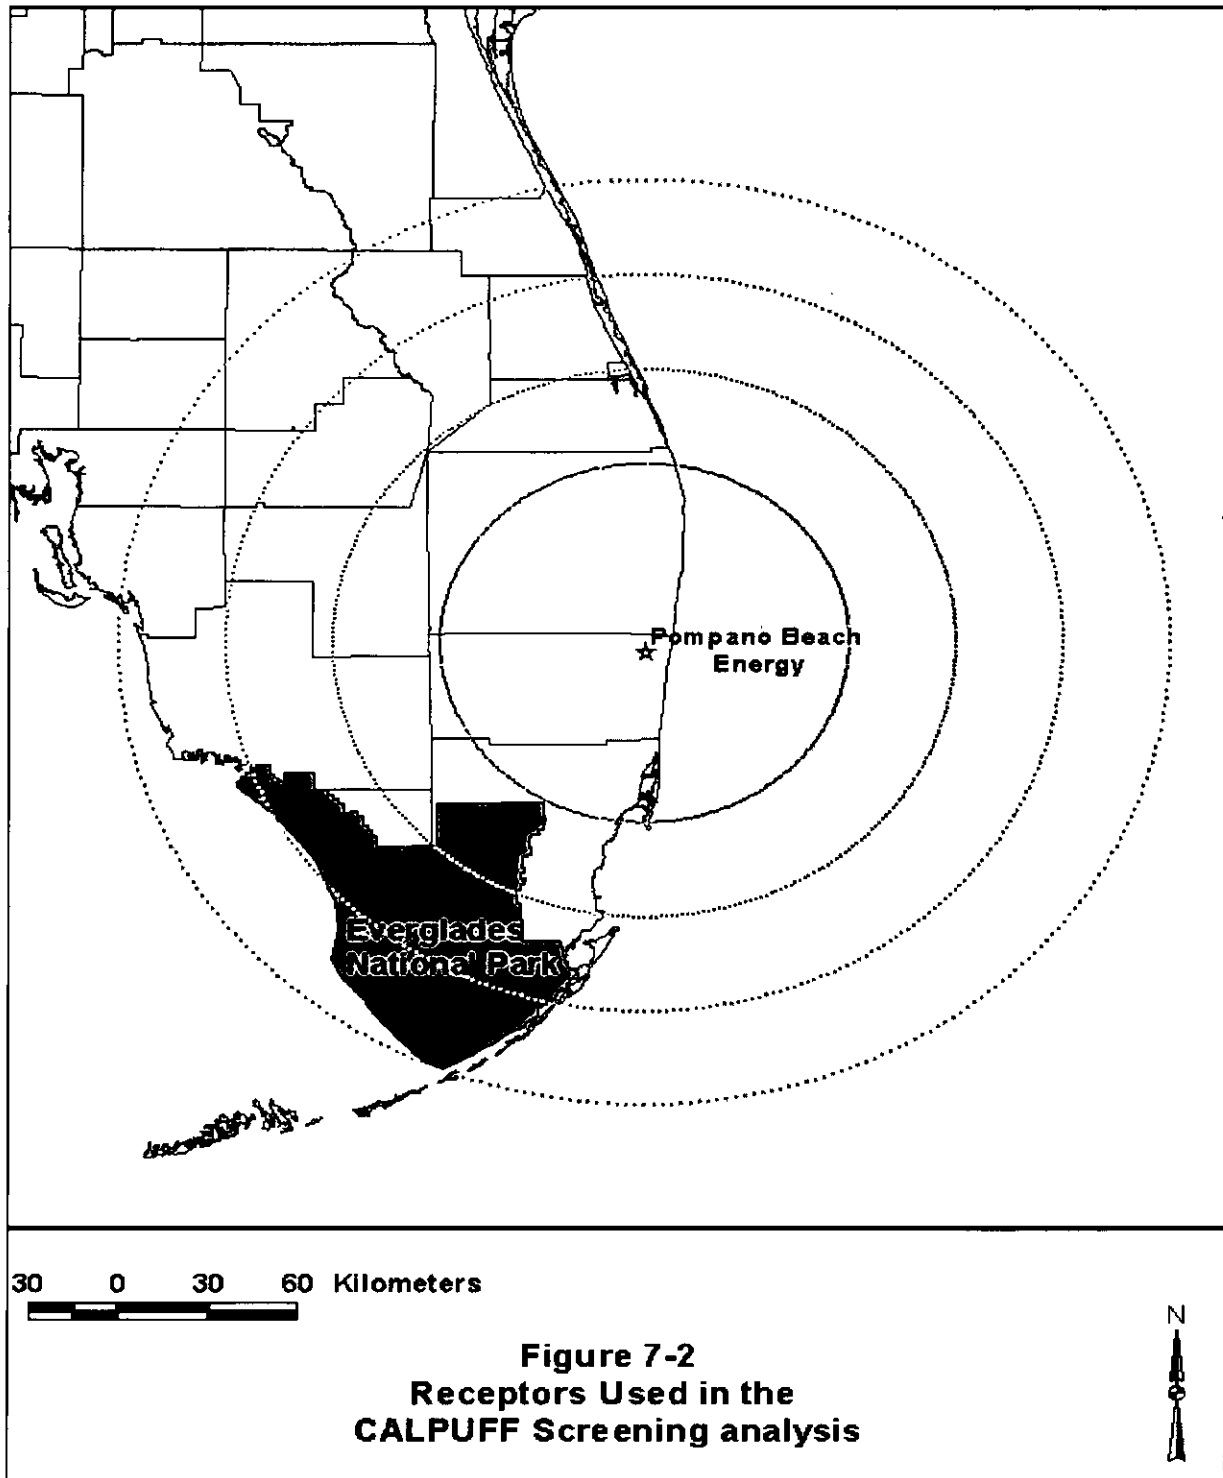 Pompano Beach
Energy
Everglades
National Park
30 0 30 60 Kilometers
N
Figure 7-2
Receptors Used in the
CALPUFF Screening analysis